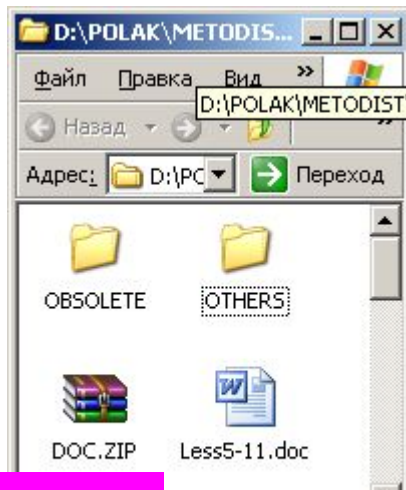 D:\POLAK\METODIS...
Файл Правка Вид »
D:\POLAK\METODIST
Назад »
Адрес: D:\PC Переход
OBSOLETE OTHERS
DOC.ZIP Less5-11.doc